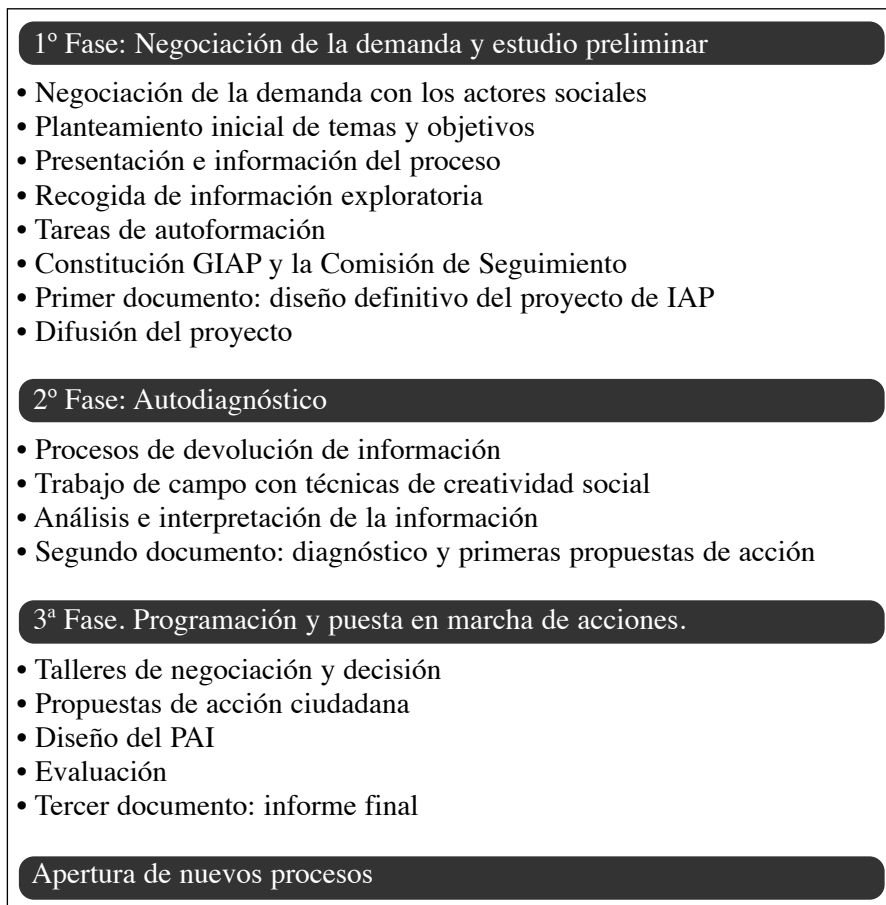 1º Fase: Negociación de la demanda y estudio preliminar
• Negociación de la demanda con los actores sociales
• Planteamiento inicial de temas y objetivos
• Presentación e información del proceso
• Recogida de información exploratoria
• Tareas de autoformación
• Constitución GIAP y la Comisión de Seguimiento
• Primer documento: diseño definitivo del proyecto de IAP
• Difusión del proyecto
2º Fase: Autodiagnóstico
• Procesos de devolución de información
• Trabajo de campo con técnicas de creatividad social
• Análisis e interpretación de la información
• Segundo documento: diagnóstico y primeras propuestas de acción
3ª Fase. Programación y puesta en marcha de acciones.
• Talleres de negociación y decisión
• Propuestas de acción ciudadana
• Diseño del PAI
• Evaluación
• Tercer documento: informe final
Apertura de nuevos procesos